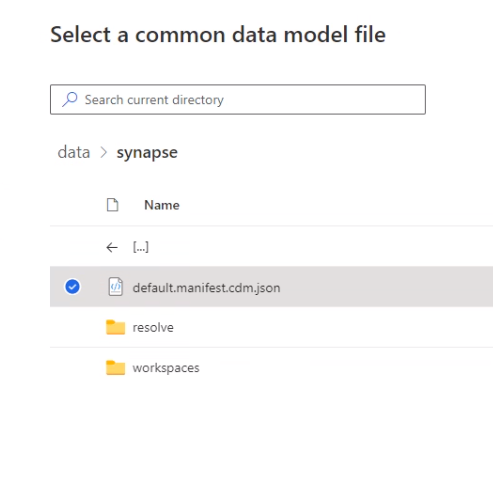 Select a common data model file
Search current directory
data > synapse
Name
← [...]
default.manifest.cdm.json
resolve
workspaces